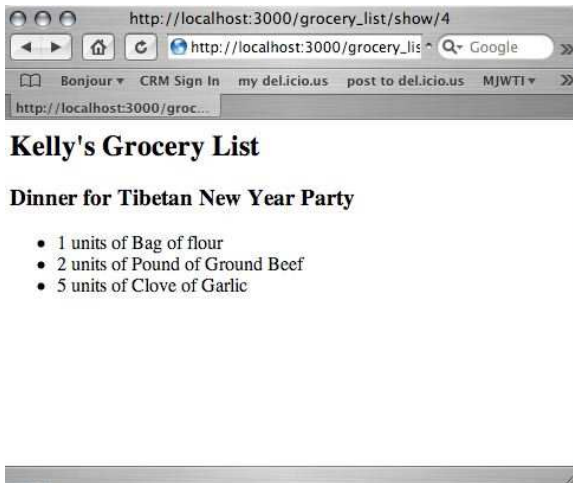 http://localhost:3000/grocery_list/show/4
http://localhost:3000/grocery_lis Google
Bonjour CRM Sign In my del.icio.us post to del.icio.us MJWTI
http://localhost:3000/groc...
Kelly's Grocery List
Dinner for Tibetan New Year Party
• 1 units of Bag of flour
• 2 units of Pound of Ground Beef
• 5 units of Clove of Garlic